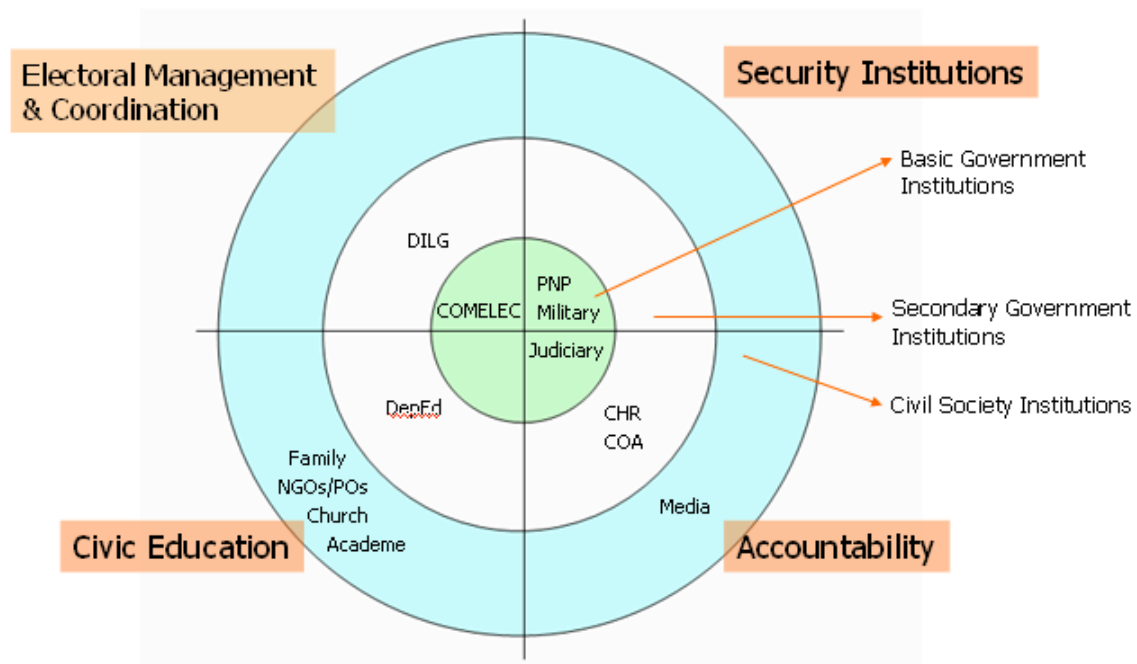 Electoral Management
& Coordination
Security Institutions
Basic Government
Institutions
DILG
PNP
COMELEC
Military
Secondary Government
Institutions
Judiciary
Civil Society Institutions
DepEd
CHR
COA
Family
NGOs/POs
Church
Academe
Media
Civic Education
Accountability